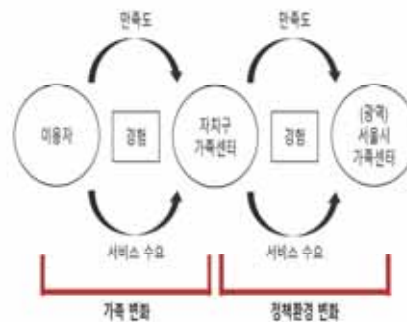 만족도
만족도
이용자
경험
자치구
가족센터
경험
(광역)
서울시
가족센터
서비스 수요
서비스 수요
가족 변화
정책환경 변화